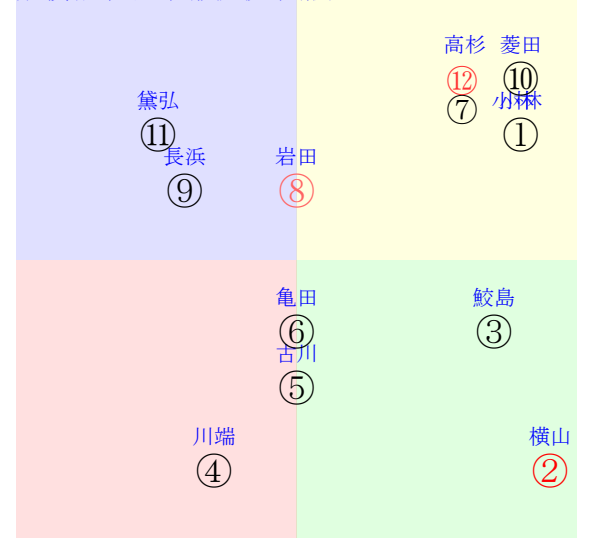 高杉 菱田
⑫ ⑩
黛弘 小林
⑦
⑪ ①
長浜 岩田
⑨ ⑧
亀田 鮫島
⑥ ③
古川
⑤
川端 横山
④ ②